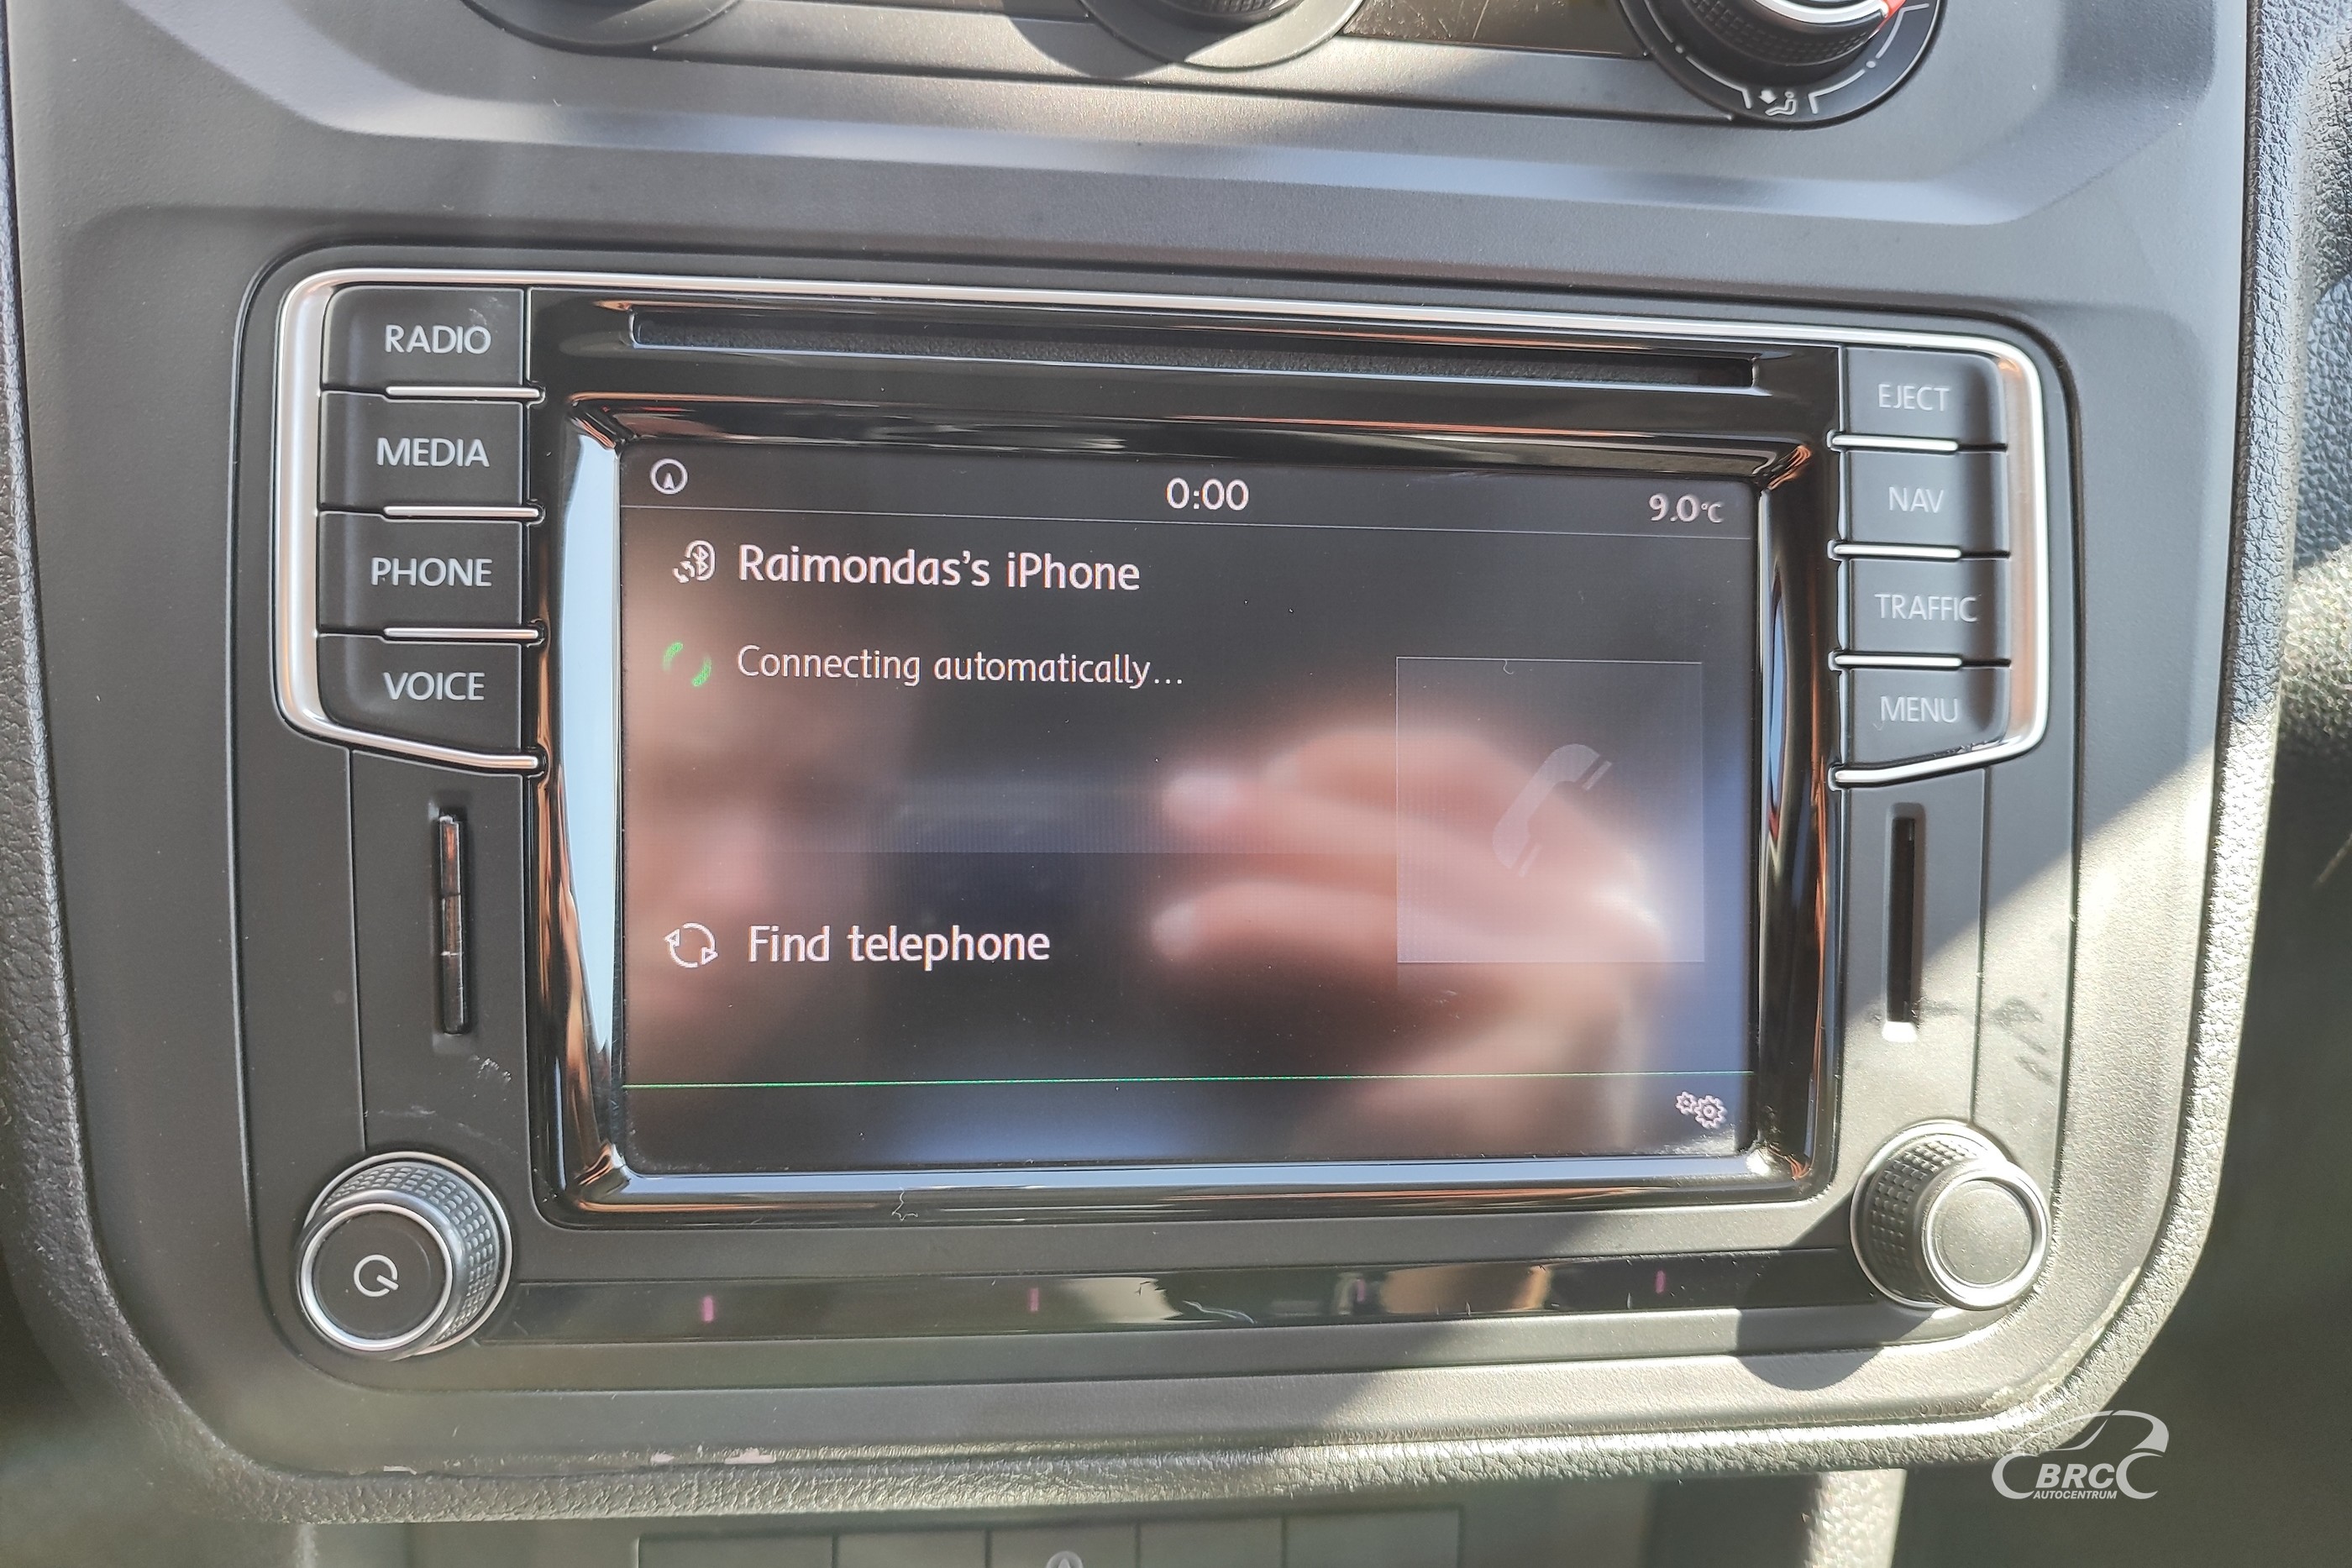 RADIO
MEDIA
PHONE
VOICE
0:00
9.0°C
Raimondas's iPhone
Connecting automatically...
Find telephone
EJECT
NAV
TRAFFIC
MENU
BRC
AUTOCENTRUM